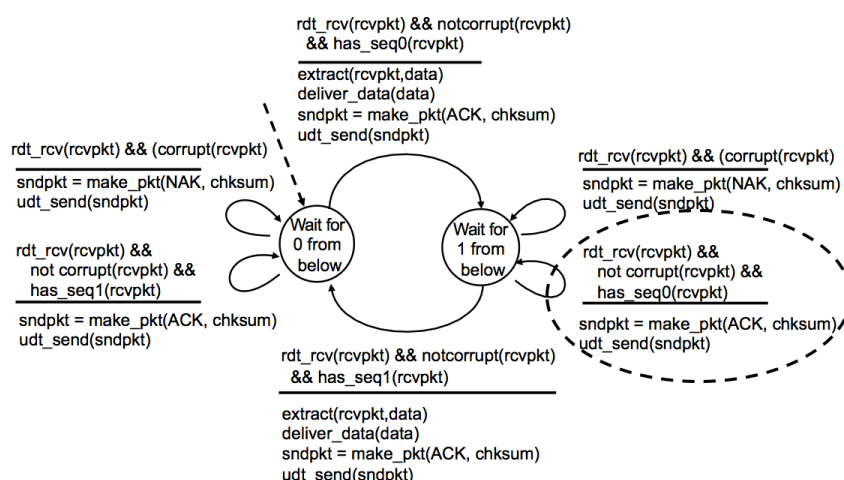 rdt_rcv(rcvpkt) && notcorrupt(rcvpkt)
&& has_seq0(rcvpkt)
extract(rcvpkt,data)
deliver_data(data)
sndpkt = make_pkt(ACK, chksum)
udt_send(sndpkt)
rdt_rcv(rcvpkt) && (corrupt(rcvpkt)
sndpkt = make_pkt(NAK, chksum)
udt_send(sndpkt)
rdt_rcv(rcvpkt) &&
not corrupt(rcvpkt) &&
has_seq1(rcvpkt)
sndpkt = make_pkt(ACK, chksum)
udt_send(sndpkt)
Wait for
0 from
below
Wait for
1 from
below
rdt_rcv(rcvpkt) && (corrupt(rcvpkt)
sndpkt = make_pkt(NAK, chksum)
udt_send(sndpkt)
rdt_rcv(rcvpkt) &&
not corrupt(rcvpkt) &&
has_seq0(rcvpkt)
sndpkt = make_pkt(ACK, chksum)
udt_send(sndpkt)
rdt_rcv(rcvpkt) && notcorrupt(rcvpkt)
&& has_seq1(rcvpkt)
extract(rcvpkt,data)
deliver_data(data)
sndpkt = make_pkt(ACK, chksum)
udt_send(sndpkt)